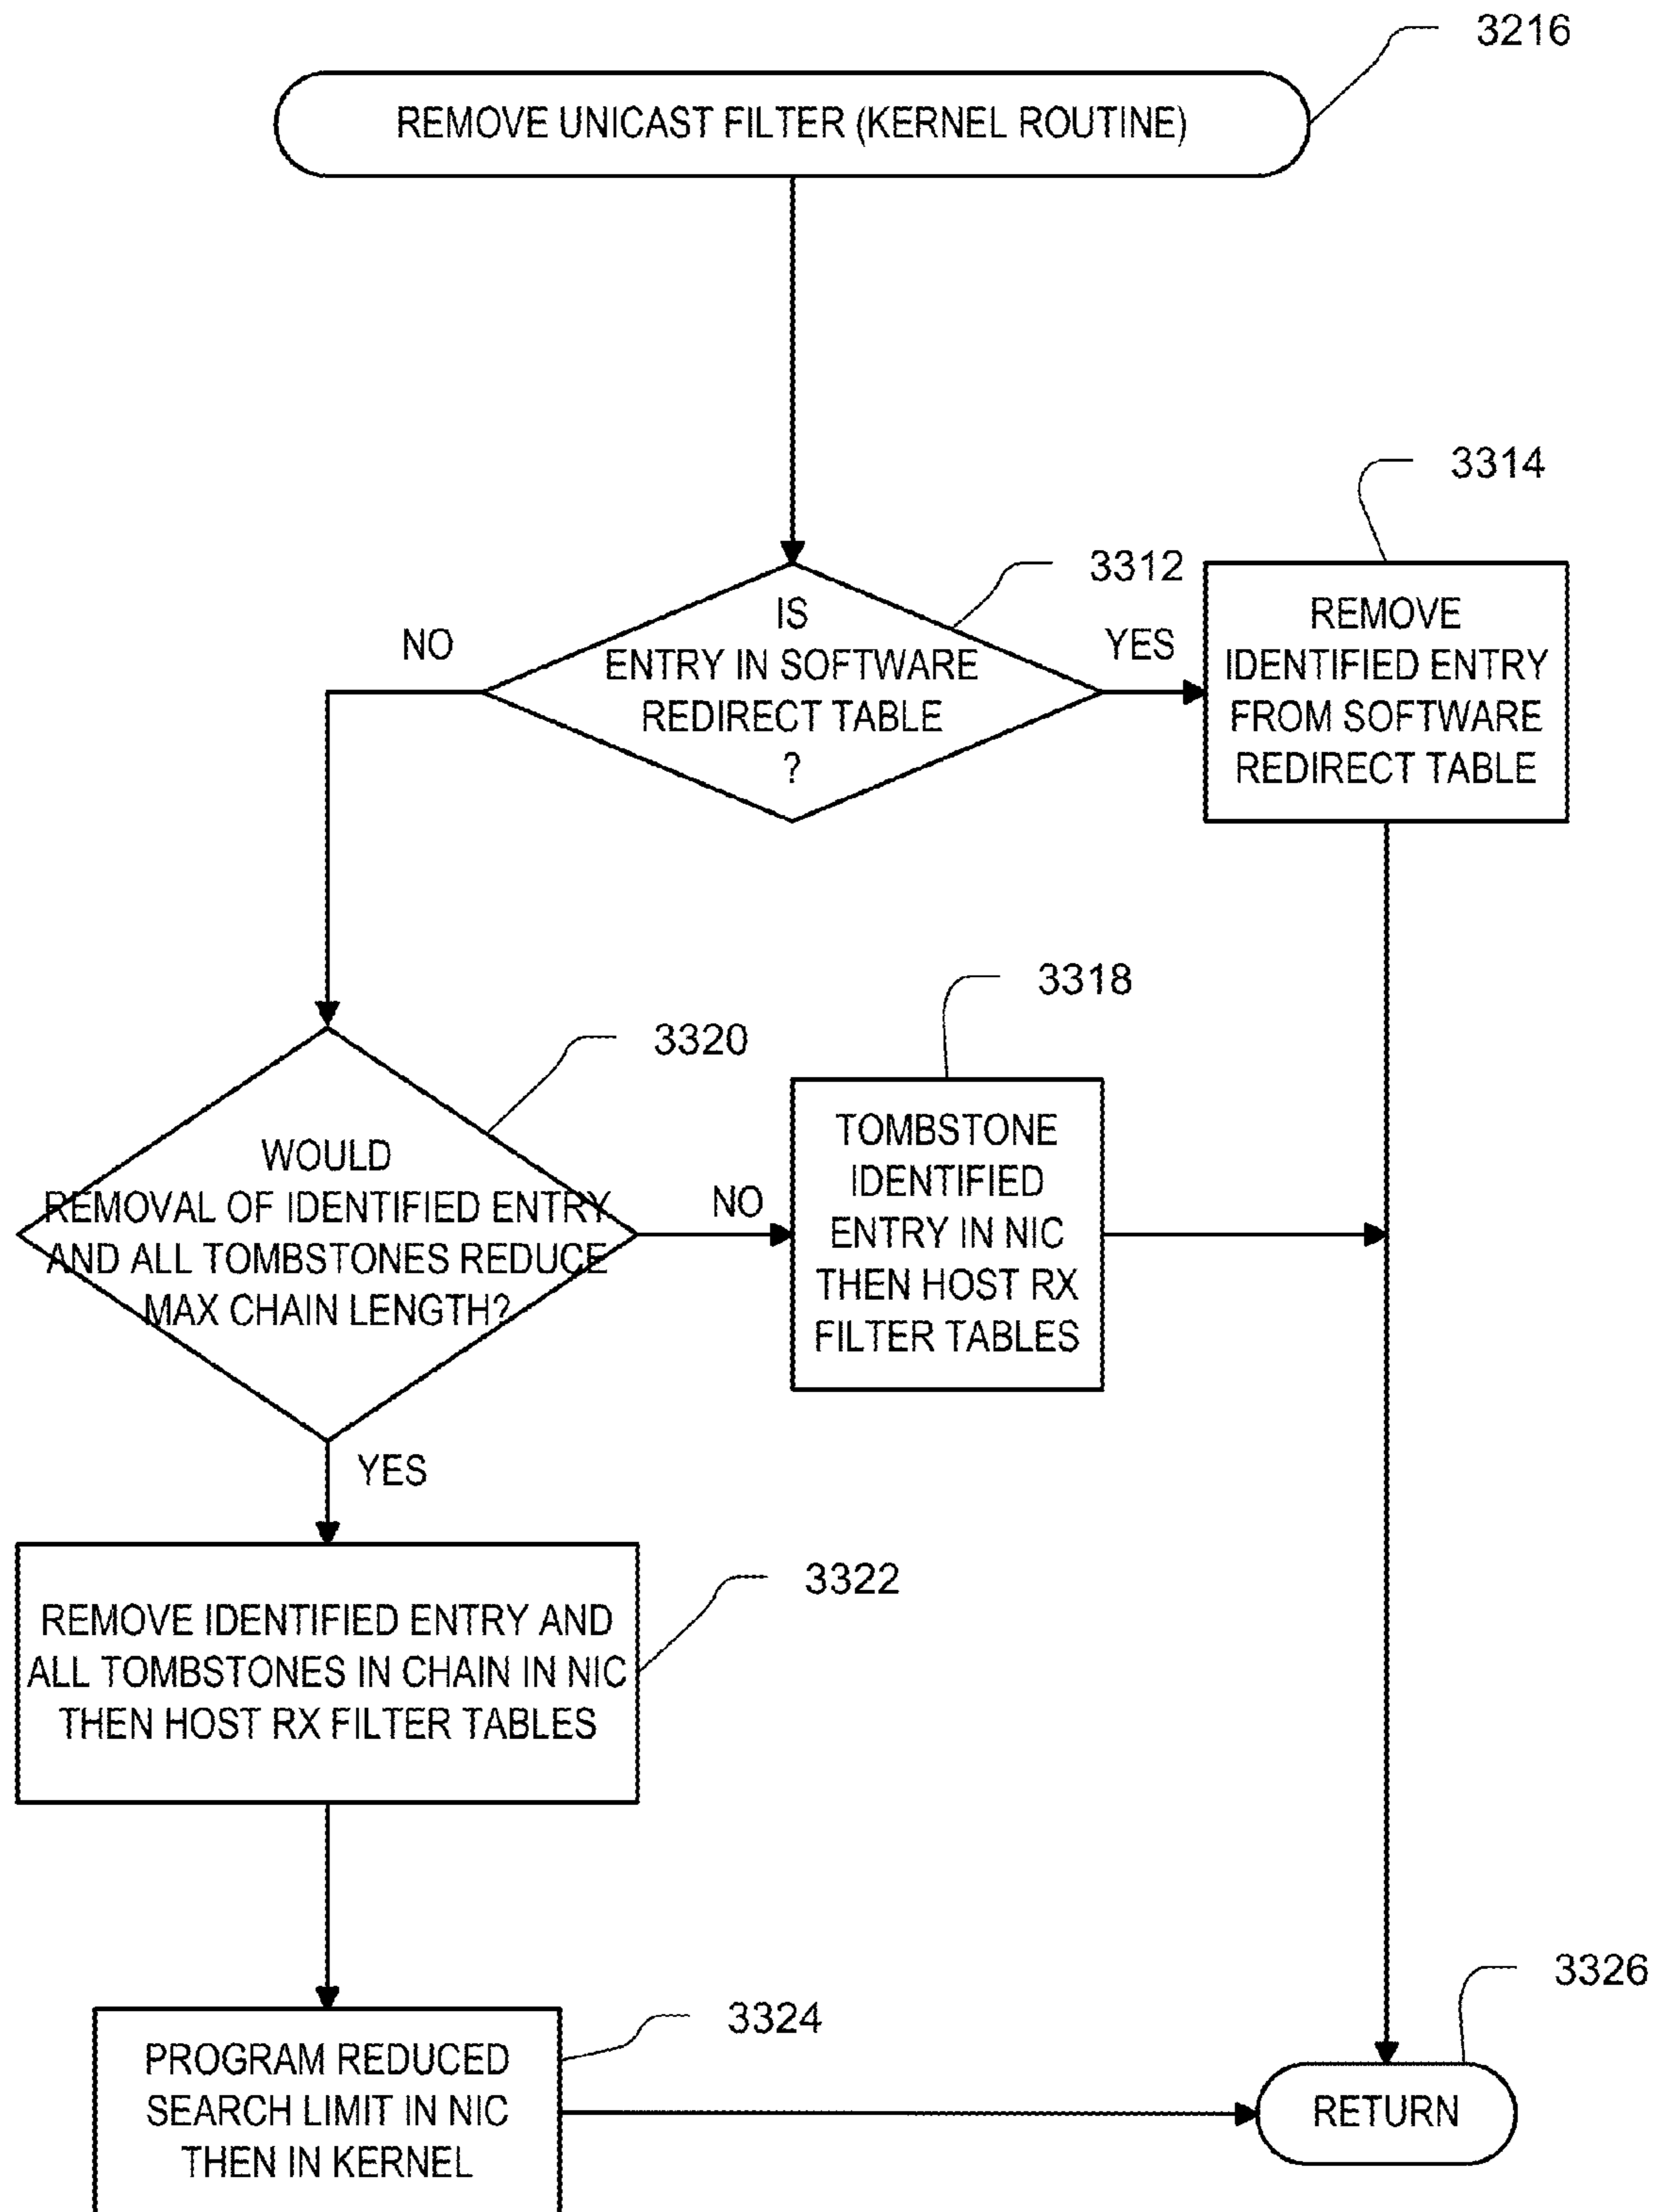 3216
REMOVE UNICAST FILTER (KERNEL ROUTINE)
3314
3312
IS
ENTRY IN SOFTWARE
REDIRECT TABLE
?
NO
YES
REMOVE
IDENTIFIED ENTRY
FROM SOFTWARE
REDIRECT TABLE
3318
3320
WOULD
REMOVAL OF IDENTIFIED ENTRY
AND ALL TOMBSTONES REDUCE
MAX CHAIN LENGTH?
NO
TOMBSTONE
IDENTIFIED
ENTRY IN NIC
THEN HOST RX
FILTER TABLES
YES
3322
REMOVE IDENTIFIED ENTRY AND
ALL TOMBSTONES IN CHAIN IN NIC
THEN HOST RX FILTER TABLES
3326
3324
PROGRAM REDUCED
SEARCH LIMIT IN NIC
THEN IN KERNEL
RETURN